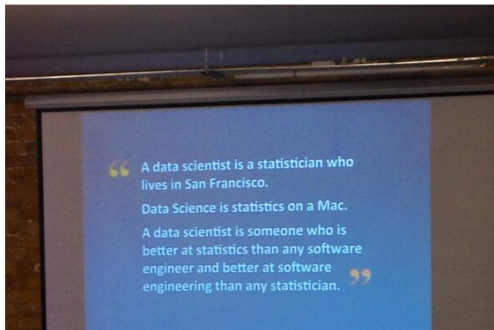 “ A data scientist is a statistician who
lives in San Francisco.
Data Science is statistics on a Mac.
A data scientist is someone who is
better at statistics than any software
engineer and better at software
engineering than any statistician. ”